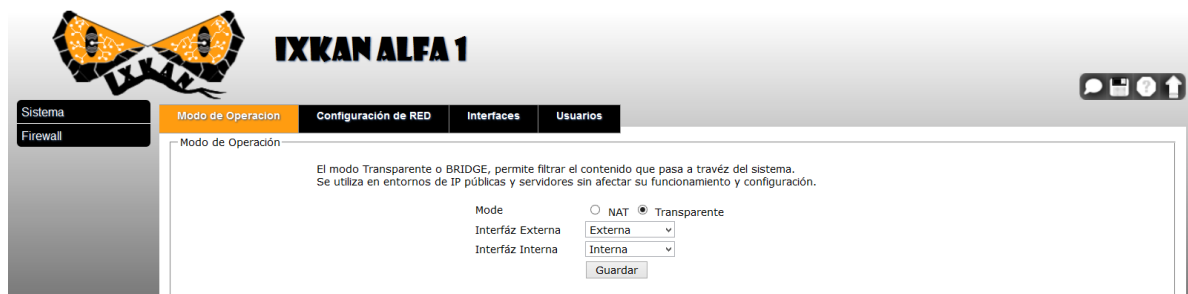 IXKAN
IXKAN ALFA 1
Sistema
Firewall
Modo de Operacion
Configuración de RED
Interfaces
Usuarios
Modo de Operación
El modo Transparente o BRIDGE, permite filtrar el contenido que pasa a travéz del sistema.
Se utiliza en entornos de IP públicas y servidores sin afectar su funcionamiento y configuración.
Mode NAT Transparente
Interfáz Externa Externa
Interfáz Interna Interna
Guardar